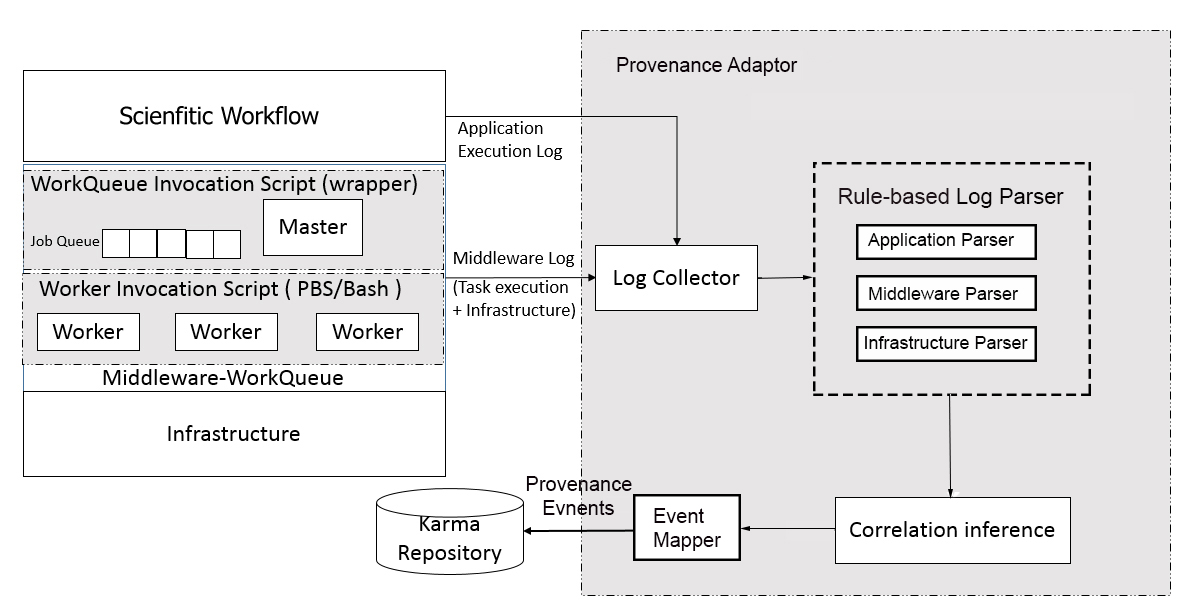 Provenance Adaptor
Scienfitic Workflow
Application
Execution Log
WorkQueue Invocation Script (wrapper)
Master
Job Queue
Rule-based Log Parser
Application Parser
Middleware Parser
Infrastructure Parser
Middleware Log
(Task execution
+ Infrastructure)
Log Collector
Worker Invocation Script ( PBS/Bash )
Worker
Worker
Worker
Middleware-WorkQueue
Infrastructure
Provenance
Evnents
Karma
Repository
Event
Mapper
Correlation inference